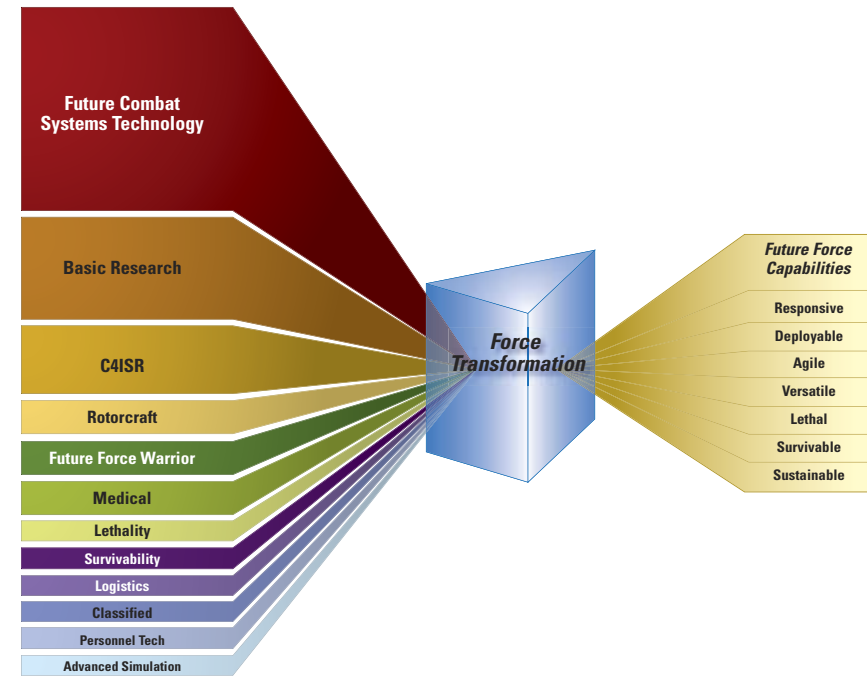 Future Combat
Systems Technology
Basic Research
C4ISR
Rotorcraft
Future Force Warrior
Medical
Lethality
Survivability
Logistics
Classified
Personnel Tech
Advanced Simulation
Force
Transformation
Future Force
Capabilities
Responsive
Deployable
Agile
Versatile
Lethal
Survivable
Sustainable